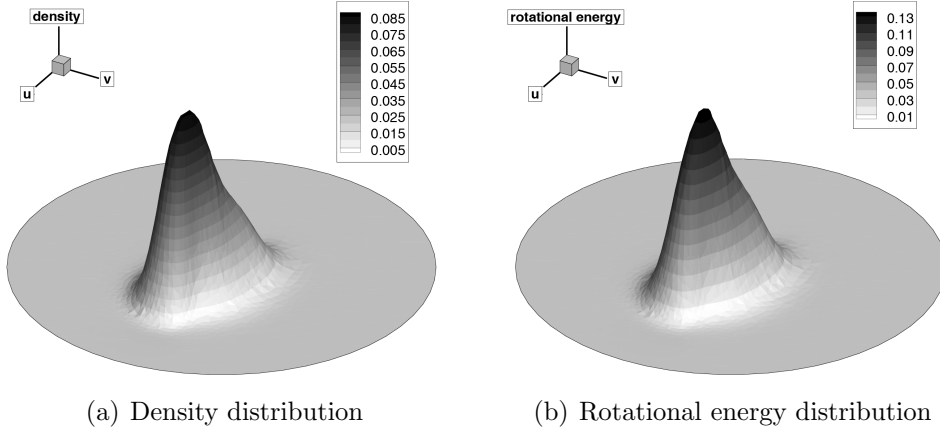 density
v
u
0.085
0.075
0.065
0.055
0.045
0.035
0.025
0.015
0.005
rotational energy
v
u
0.13
0.11
0.09
0.07
0.05
0.03
0.01
(a) Density distribution
(b) Rotational energy distribution